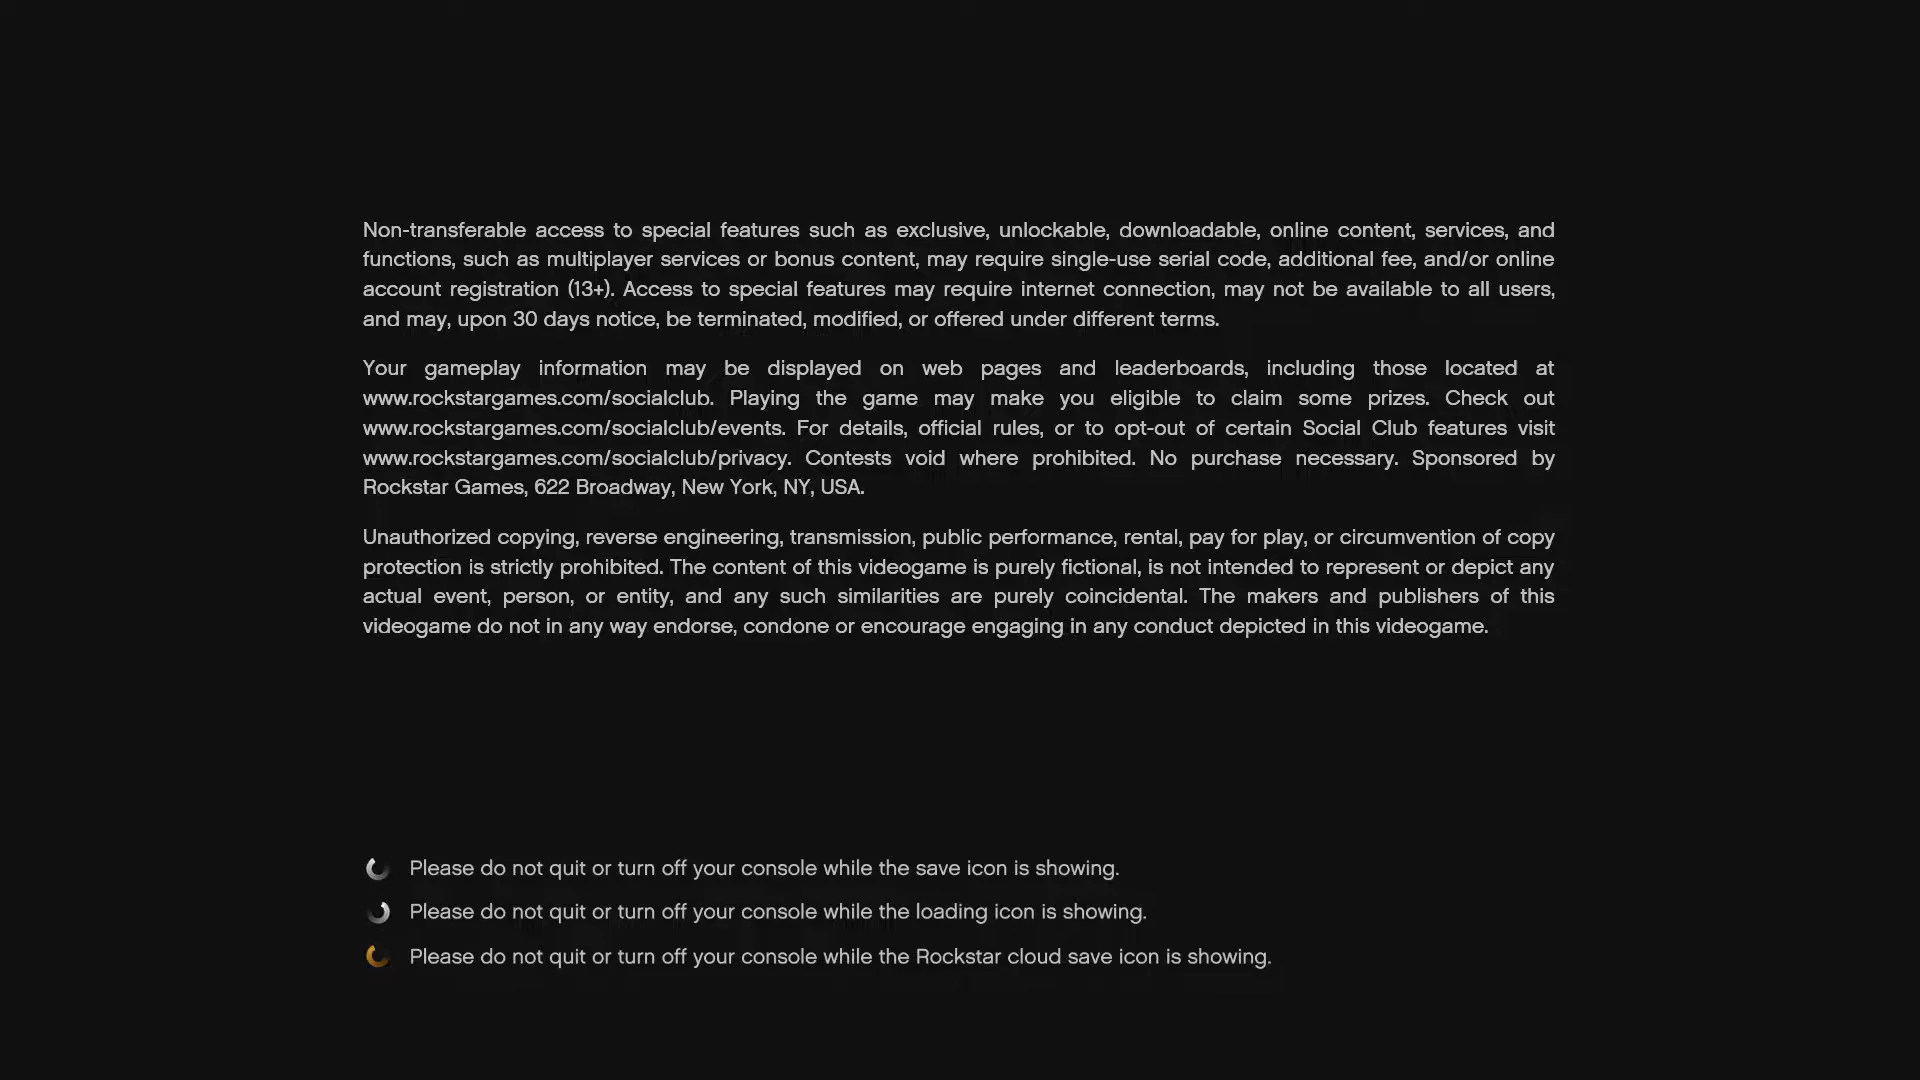 Non-transferable access to special features such as exclusive, unlockable, downloadable, online content, services, and
functions, such as multiplayer services or bonus content, may require single-use serial code, additional fee, and/or online
account registration (13+). Access to special features may require internet connection, may not be available to all users,
and may, upon 30 days notice, be terminated, modified, or offered under different terms.
Your gameplay information may be displayed on web pages and leaderboards, including those located at
www.rockstargames.com/socialclub. Playing the game may make you eligible to claim some prizes. Check out
www.rockstargames.com/socialclub/events. For details, official rules, or to opt-out of certain Social Club features visit
www.rockstargames.com/socialclub/privacy. Contests void where prohibited. No purchase necessary. Sponsored by
Rockstar Games, 622 Broadway, New York, NY, USA.
Unauthorized copying, reverse engineering, transmission, public performance, rental, pay for play, or circumvention of copy
protection is strictly prohibited. The content of this videogame is purely fictional, is not intended to represent or depict any
actual event, person, or entity, and any such similarities are purely coincidental. The makers and publishers of this
videogame do not in any way endorse, condone or encourage engaging in any conduct depicted in this videogame.
Please do not quit or turn off your console while the save icon is showing.
Please do not quit or turn off your console while the loading icon is showing.
Please do not quit or turn off your console while the Rockstar cloud save icon is showing.